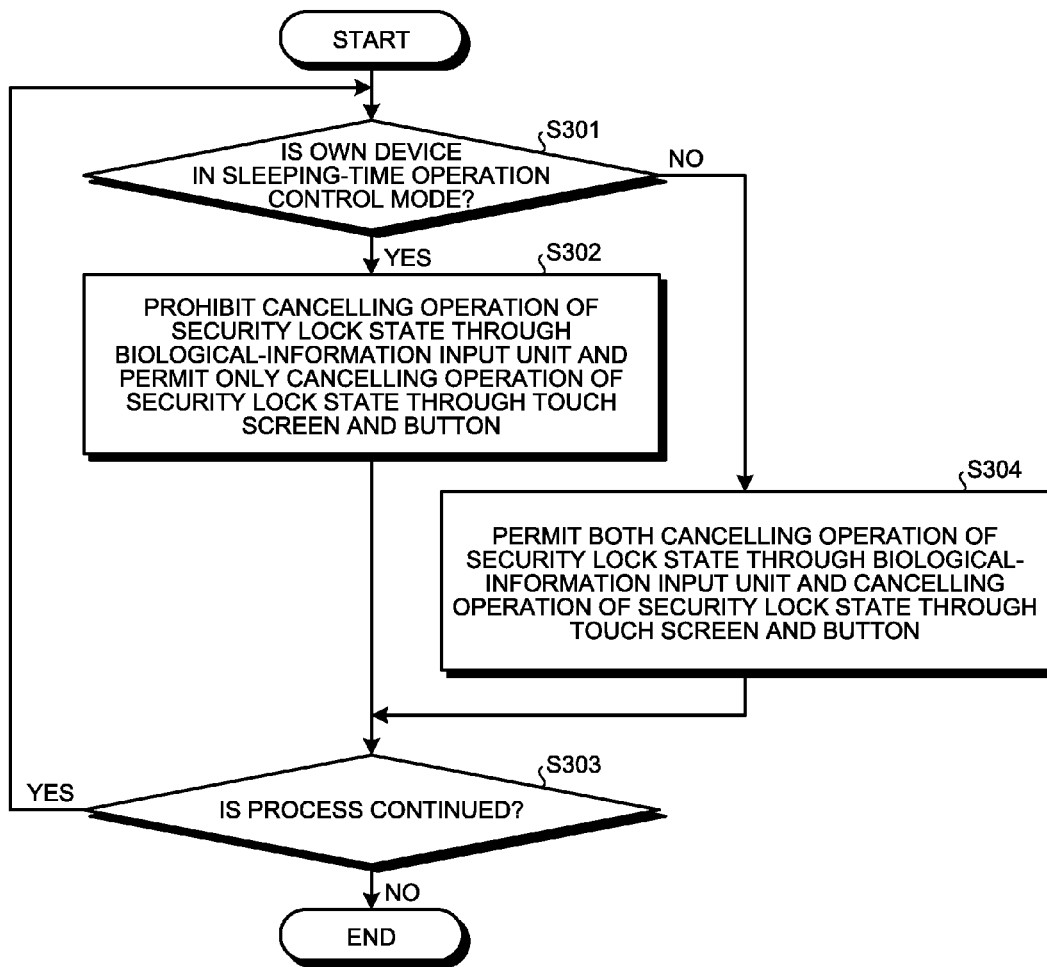 START
S301
IS OWN DEVICE
IN SLEEPING-TIME OPERATION
CONTROL MODE?
NO
YES
S302
PROHIBIT CANCELLING OPERATION OF
SECURITY LOCK STATE THROUGH
BIOLOGICAL-INFORMATION INPUT UNIT AND
PERMIT ONLY CANCELLING OPERATION OF
SECURITY LOCK STATE THROUGH TOUCH
SCREEN AND BUTTON
S304
PERMIT BOTH CANCELLING OPERATION OF
SECURITY LOCK STATE THROUGH BIOLOGICAL-
INFORMATION INPUT UNIT AND CANCELLING
OPERATION OF SECURITY LOCK STATE THROUGH
TOUCH SCREEN AND BUTTON
S303
YES
IS PROCESS CONTINUED?
NO
END